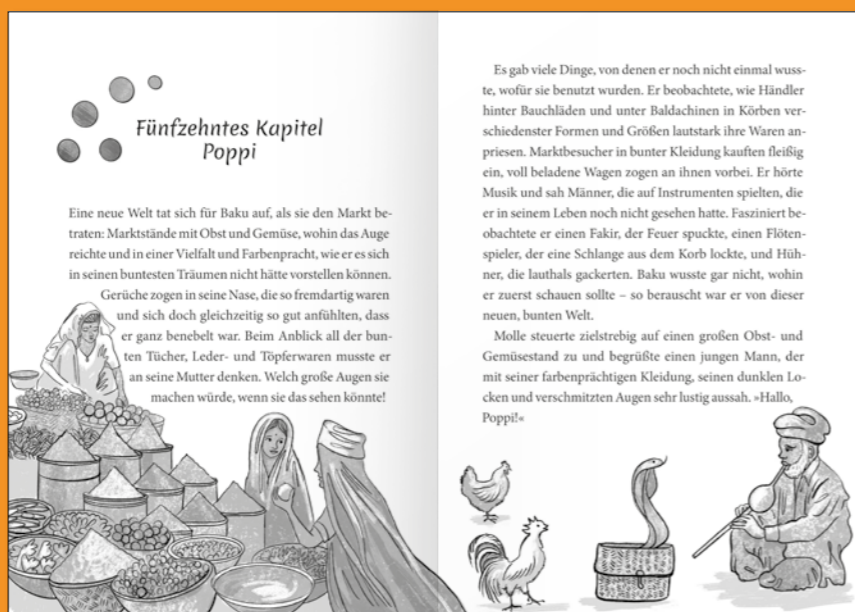 Fünfzehntes Kapitel
Poppi
Eine neue Welt tat sich für Baku auf, als sie den Markt be-
traten: Marktstände mit Obst und Gemüse, wohin das Auge
reichte und in einer Vielfalt und Farbenpracht, wie er es sich
in seinen buntesten Träumen nicht hätte vorstellen können.
Gerüche zogen in seine Nase, die so fremdartig waren
und sich doch gleichzeitig so gut anfühlten, dass
er ganz benebelt war. Beim Anblick all der bun-
ten Tücher, Leder- und Töpferwaren musste er
an seine Mutter denken. Welch große Augen sie
machen würde, wenn sie das sehen könnte!
Es gab viele Dinge, von denen er noch nicht einmal wuss-
te, wofür sie benutzt wurden. Er beobachtete, wie Händler
hinter Bauchläden und unter Baldachinen in Körben ver-
schiedenster Formen und Größen lautstark ihre Waren an-
priesen. Marktbesucher in bunter Kleidung kauften fleißig
ein, voll beladene Wagen zogen an ihnen vorbei. Er hörte
Musik und sah Männer, die auf Instrumenten spielten, die
er in seinem Leben noch nicht gesehen hatte. Fasziniert be-
obachtete er einen Fakir, der Feuer spuckte, einen Flöten-
spieler, der eine Schlange aus dem Korb lockte, und Hüh-
ner, die lauthals gackerten. Baku wusste gar nicht, wohin
er zuerst schauen sollte – so berauscht war er von dieser
neuen, bunten Welt.
Molle steuerte zielstrebig auf einen großen Obst- und
Gemüsestand zu und begrüßte einen jungen Mann, der
mit seiner farbenprächtigen Kleidung, seinen dunklen Lo-
cken und verschmitzten Augen sehr lustig aussah. »Hallo,
Poppi!«